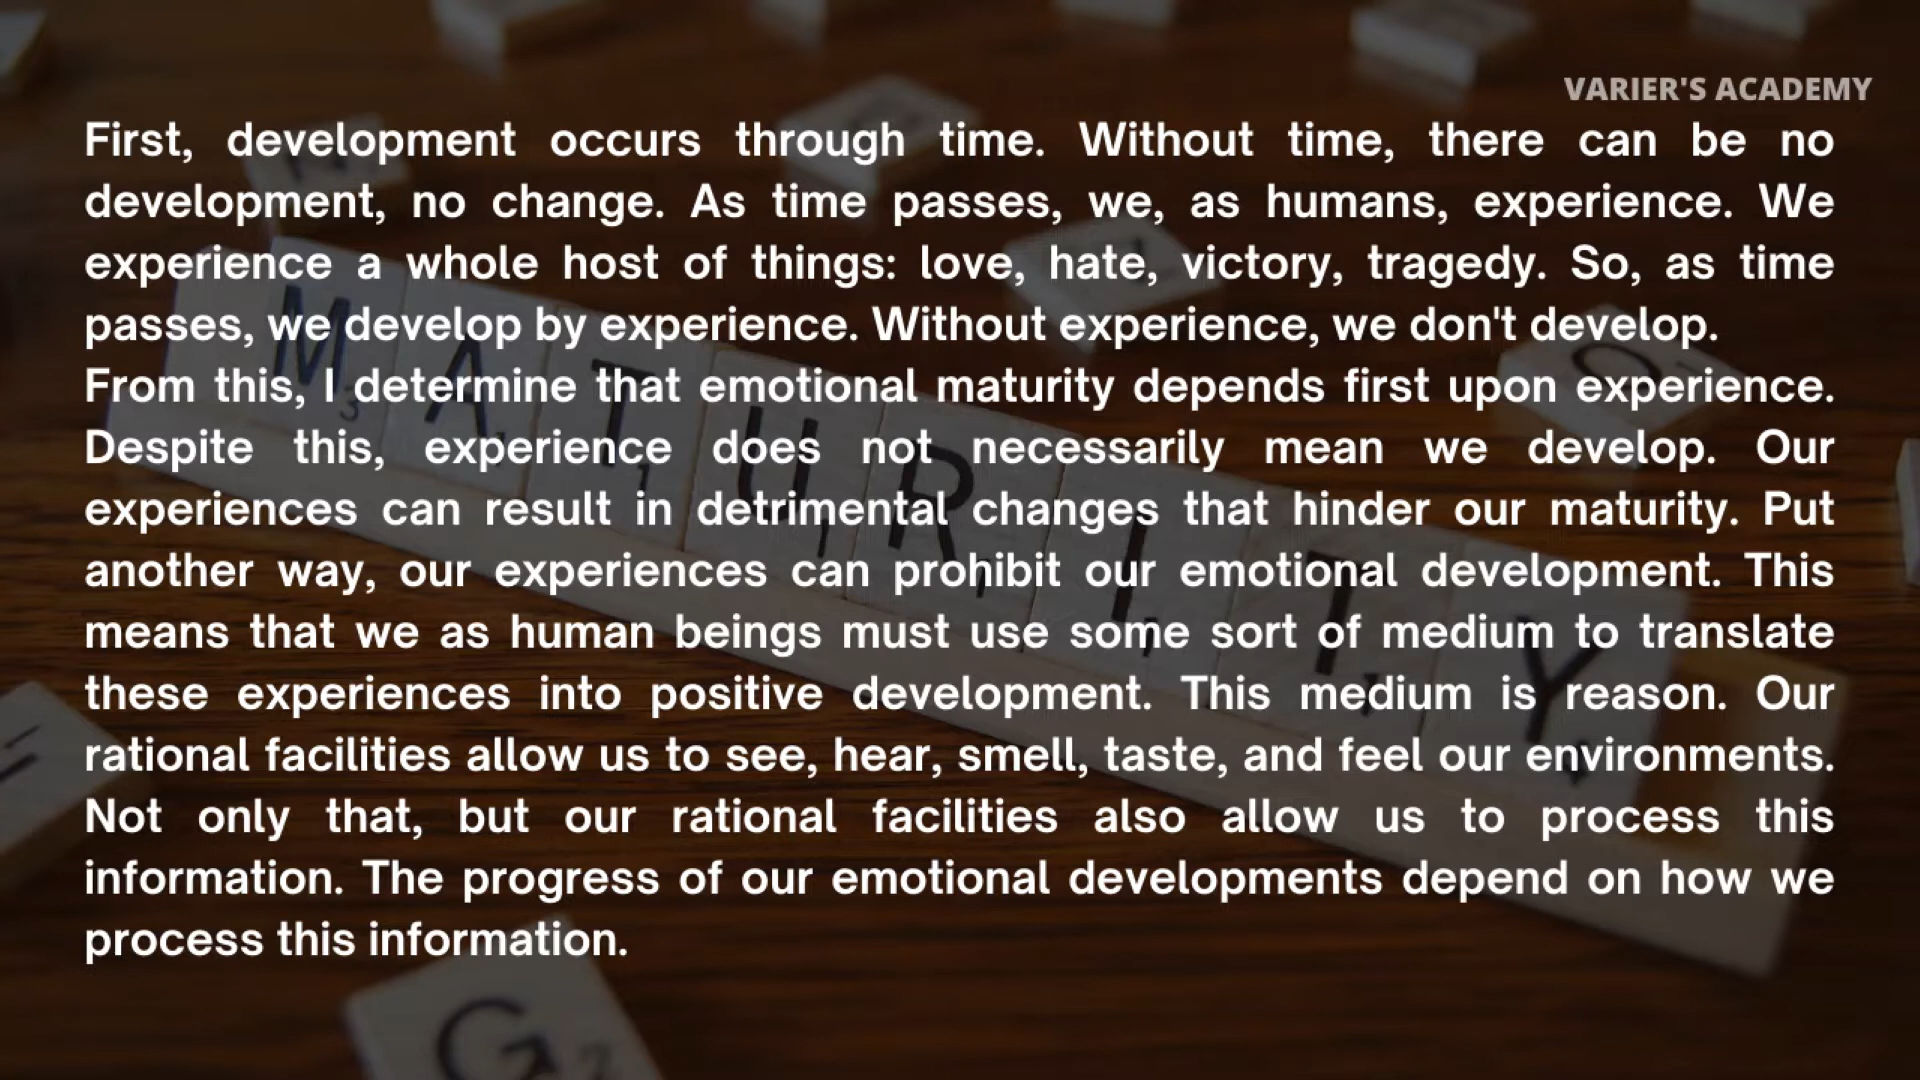 VARIER'S ACADEMY
First, development occurs through time. Without time, there can be no
development, no change. As time passes, we, as humans, experience. We
experience a whole host of things: love, hate, victory, tragedy. So, as time
passes, we develop by experience. Without experience, we don't develop.
From this, I determine that emotional maturity depends first upon experience.
Despite this, experience does not necessarily mean we develop. Our
experiences can result in detrimental changes that hinder our maturity. Put
another way, our experiences can prohibit our emotional development. This
means that we as human beings must use some sort of medium to translate
these experiences into positive development. This medium is reason. Our
rational facilities allow us to see, hear, smell, taste, and feel our environments.
Not only that, but our rational facilities also allow us to process this
information. The progress of our emotional developments depend on how we
process this information.
MATURITY
G